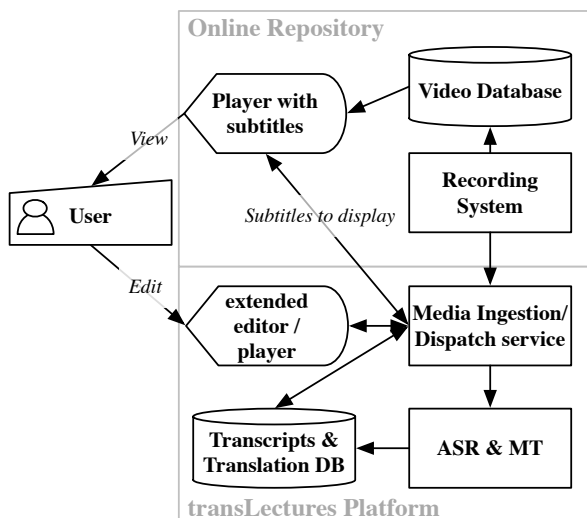 Online Repository
Player with
subtitles
Video Database
View
Recording
System
User
Subtitles to display
Edit
extended
editor /
player
Media Ingestion/
Dispatch service
Transcripts &
Translation DB
ASR & MT
transLectures Platform